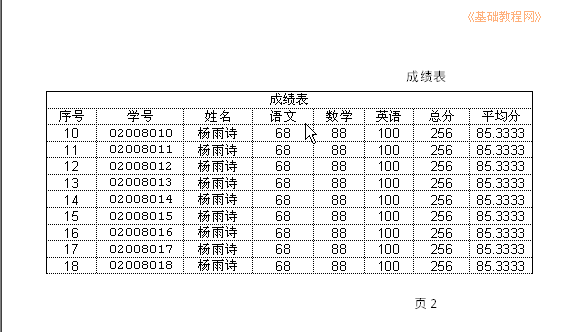 《基础教程网》
成绩表
成绩表
序号 学号 姓名 语文 数学 英语 总分 平均分
10 02008010 杨雨诗 68 88 100 256 85.3333
11 02008011 杨雨诗 68 88 100 256 85.3333
12 02008012 杨雨诗 68 88 100 256 85.3333
13 02008013 杨雨诗 68 88 100 256 85.3333
14 02008014 杨雨诗 68 88 100 256 85.3333
15 02008015 杨雨诗 68 88 100 256 85.3333
16 02008016 杨雨诗 68 88 100 256 85.3333
17 02008017 杨雨诗 68 88 100 256 85.3333
18 02008018 杨雨诗 68 88 100 256 85.3333
页 2